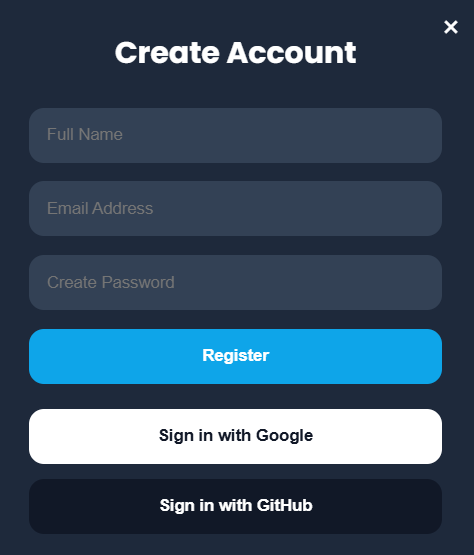 ×
Create Account
Full Name
Email Address
Create Password
Register
Sign in with Google
Sign in with GitHub